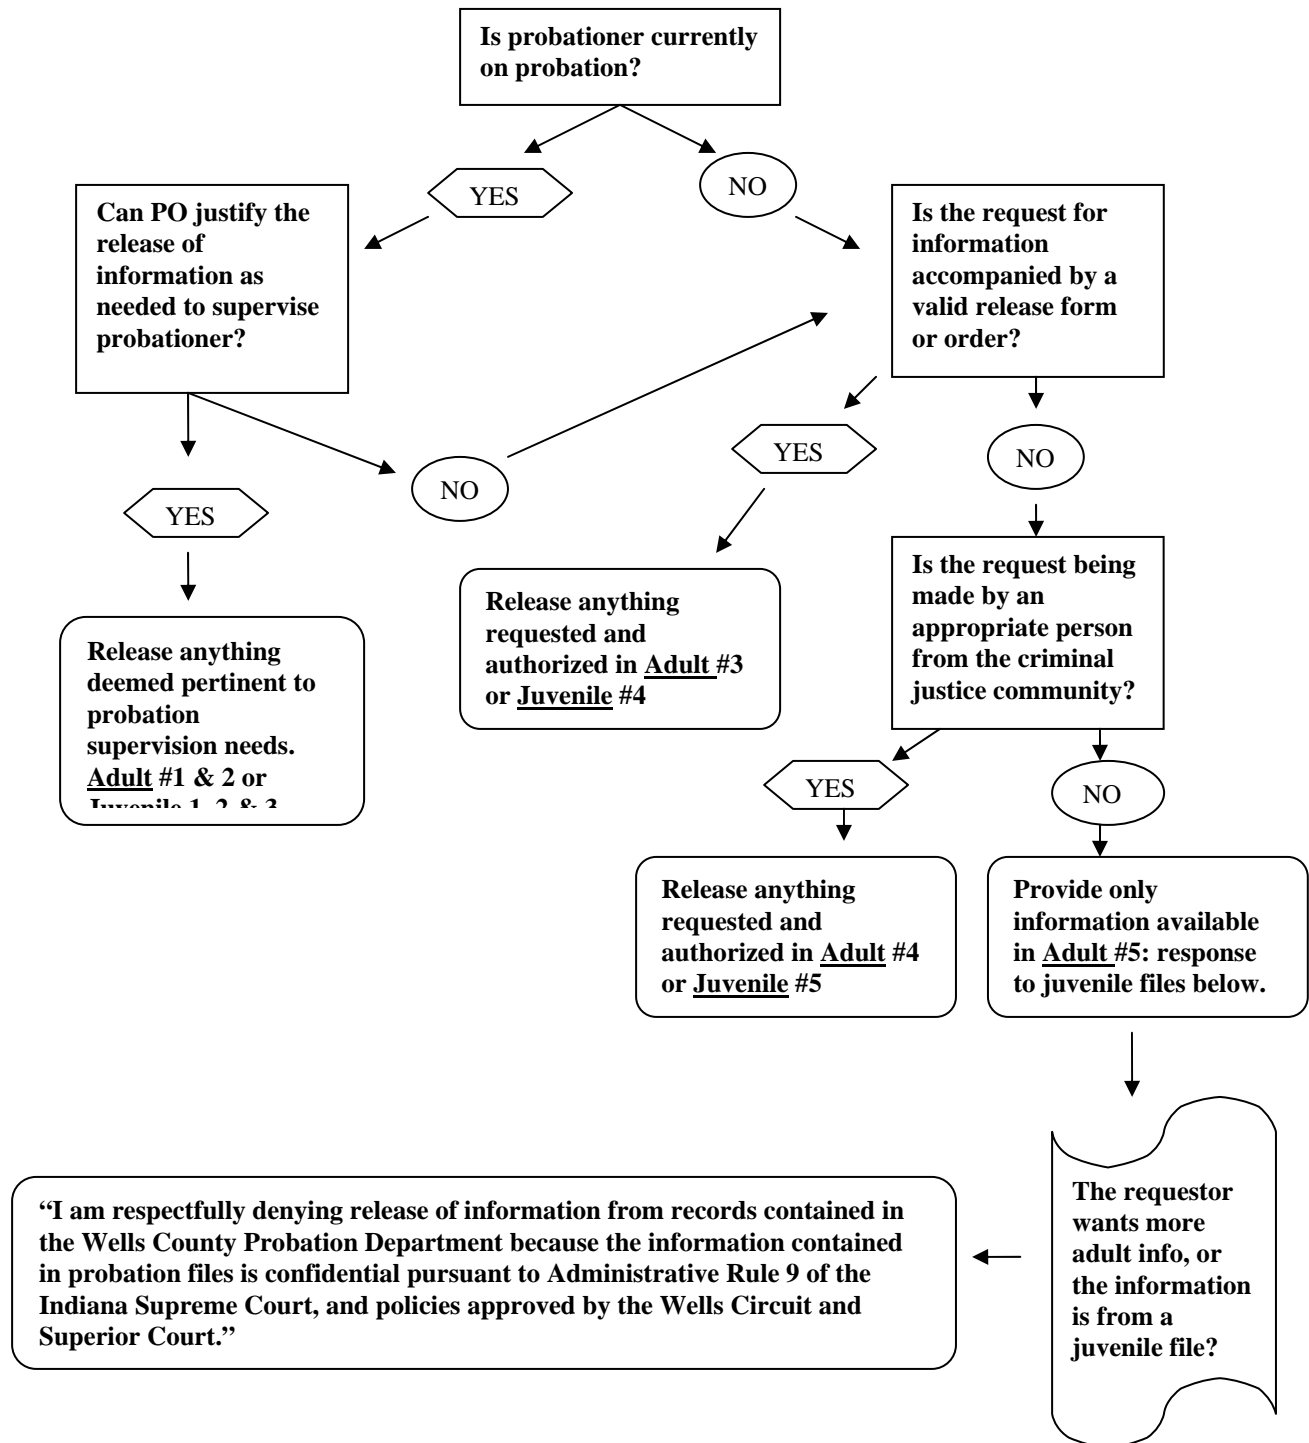 Is probationer currently
on probation?
YES
NO
Can PO justify the
release of
information as
needed to supervise
probationer?
Is the request for
information
accompanied by a
valid release form
or order?
YES
NO
NO
YES
Release anything
requested and
authorized in Adult #3
or Juvenile #4
Is the request being
made by an
appropriate person
from the criminal
justice community?
Release anything
deemed pertinent to
probation
supervision needs.
Adult #1 & 2 or
Juvenile 1, 2 & 3
YES
NO
Release anything
requested and
authorized in Adult #4
or Juvenile #5
Provide only
information available
in Adult #5: response
to juvenile files below.
The requestor
wants more
adult info, or
the information
is from a
juvenile file?
“I am respectfully denying release of information from records contained in
the Wells County Probation Department because the information contained
in probation files is confidential pursuant to Administrative Rule 9 of the
Indiana Supreme Court, and policies approved by the Wells Circuit and
Superior Court.”